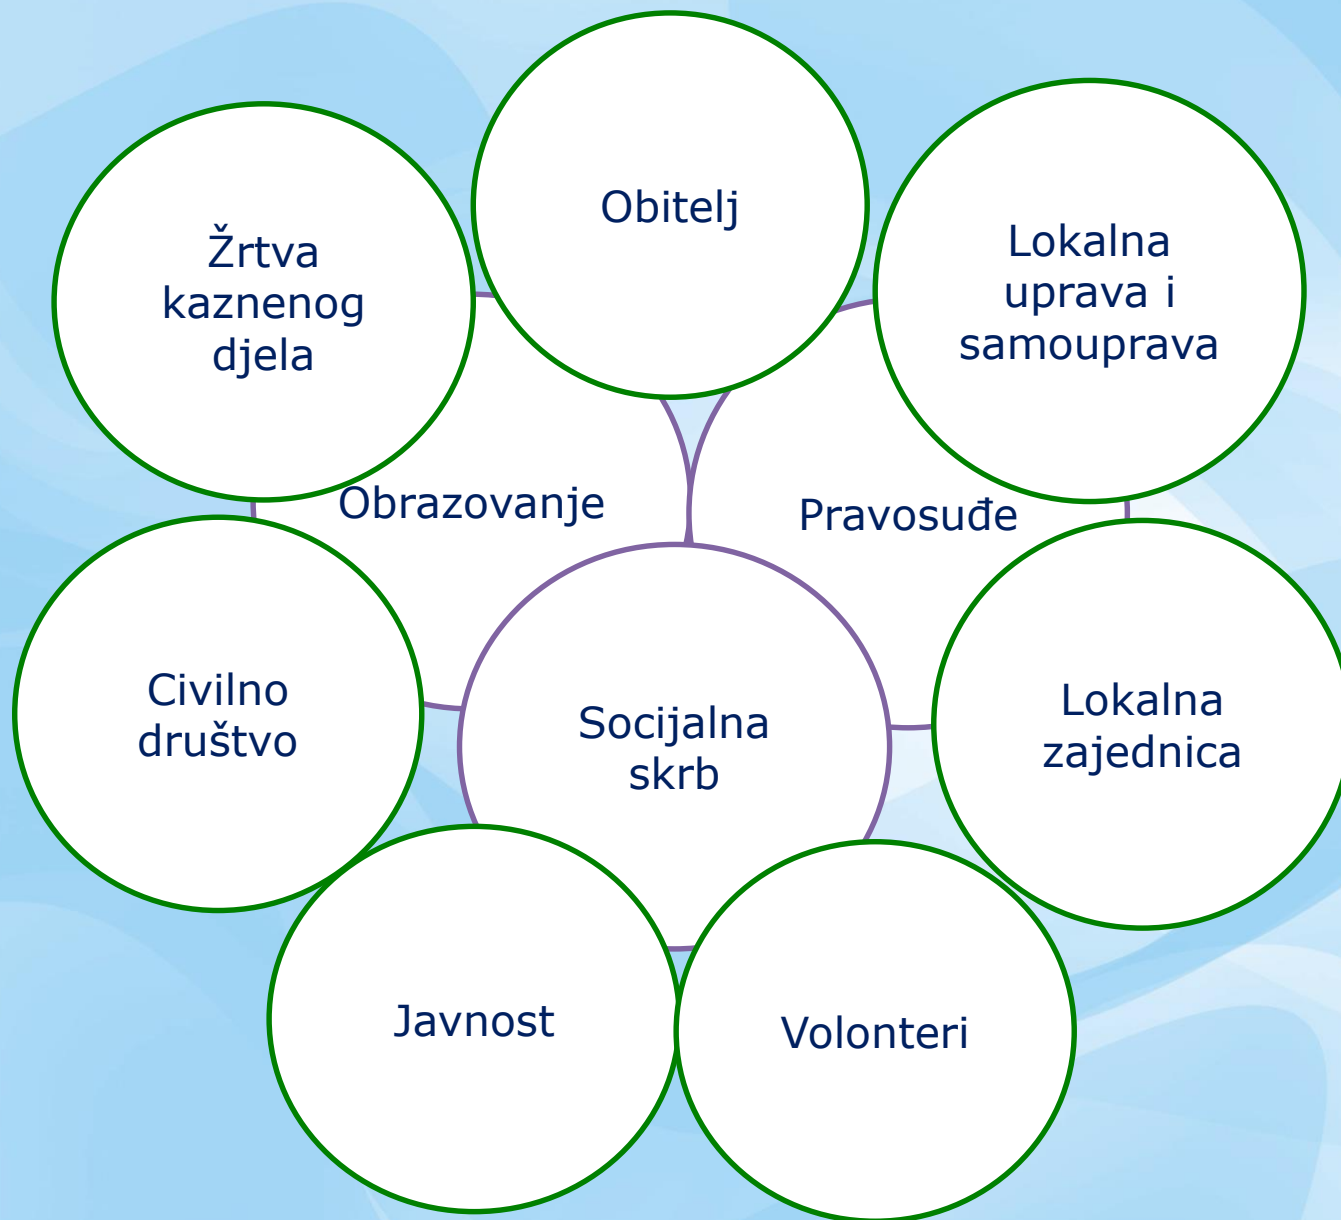 Obitelj
Žrtva
kaznenog
djela
Lokalna
uprava i
samouprava
Obrazovanje
Pravosuđe
Civilno
društvo
Socijalna
skrb
Lokalna
zajednica
Javnost
Volonteri